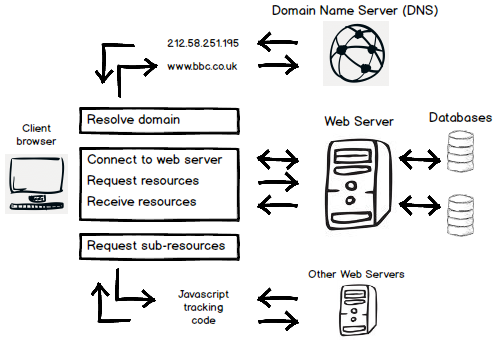 Domain Name Server (DNS)
212.58.251.195
www.bbc.co.uk
Resolve domain
Client
browser
Connect to web server
Request resources
Receive resources
Web Server
Databases
Request sub-resources
Javascript
tracking
code
Other Web Servers